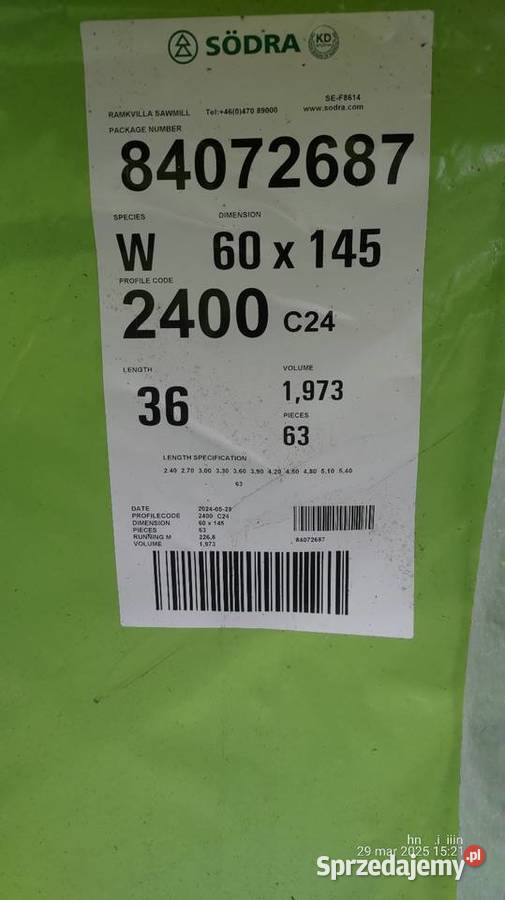 SÖDRA KD
SE-F8614
RAMKVILLA SAWMILL Tel:+46(0)470 89000 www.sodra.com
PACKAGE NUMBER
84072687
SPECIES DIMENSION
W 60 x 145
PROFILE CODE
2400 C24
LENGTH VOLUME
36 1,973
PIECES
63
LENGTH SPECIFICATION
2.40 2.70 3.00 3.30 3.60 3.90 4.20 4.50 4.80 5.10 5.40
63
DATE 2024-05-28
PROFILECODE 2400 C24
DIMENSION 60 x 145
PIECES 63
RUNNING M 226,8
VOLUME 1,973
84072687
29 mar 2025 15:21
Sprzedajemy.pl